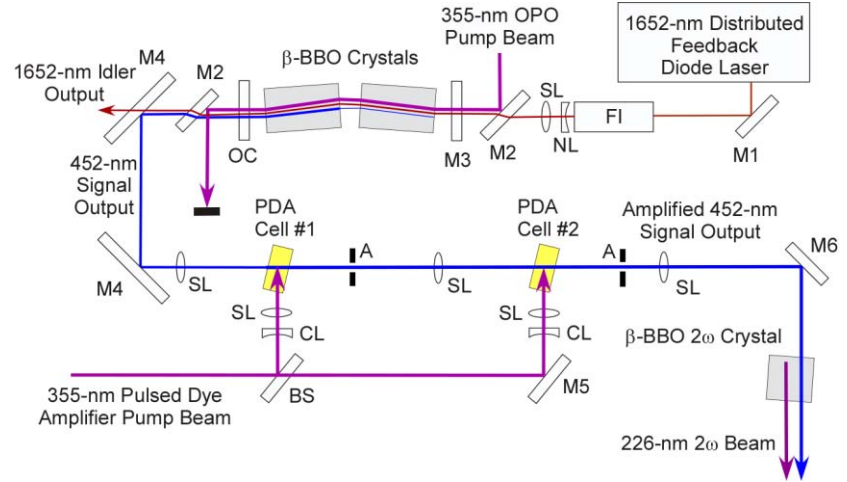 355-nm OPO
Pump Beam
1652-nm Distributed
Feedback
Diode Laser
M4
β-BBO Crystals
1652-nm Idler
Output
M2
SL
FI
OC
M3
M2
NL
M1
452-nm
Signal
Output
PDA
Cell #1
PDA
Cell #2
Amplified 452-nm
Signal Output
A
A
M6
M4
SL
SL
SL
SL
CL
SL
CL
β-BBO 2ω Crystal
355-nm Pulsed Dye
Amplifier Pump Beam
BS
M5
226-nm 2ω Beam